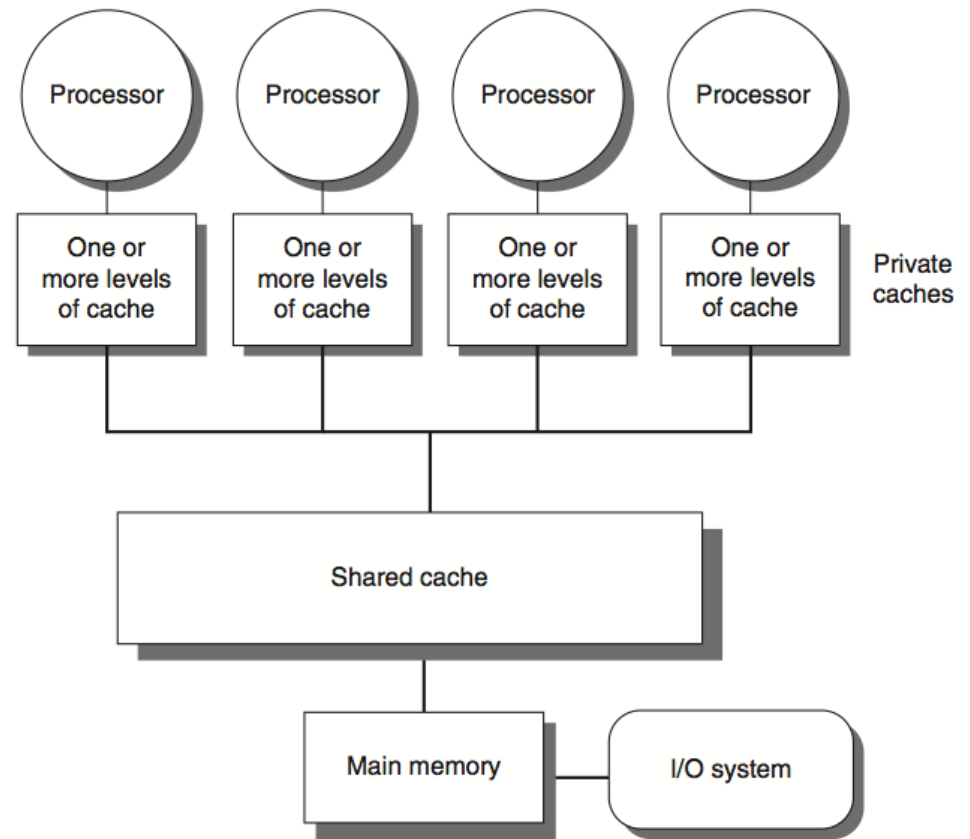 Processor
Processor
Processor
Processor
One or
more levels
of cache
One or
more levels
of cache
One or
more levels
of cache
One or
more levels
of cache
Private
caches
Shared cache
Main memory
I/O system